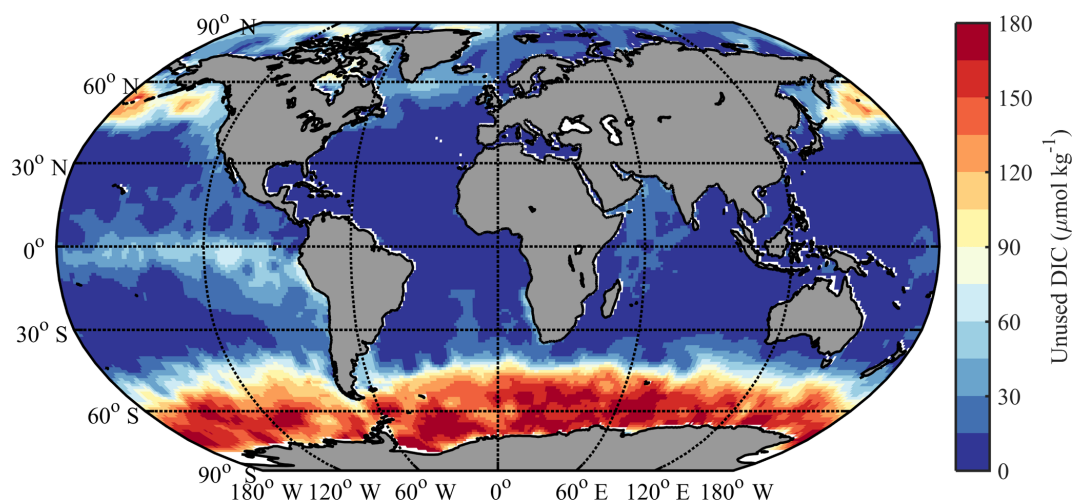 90° N
60° N
30° N
0°
30° S
60° S
90° S
180° W 120° W 60° W 0° 60° E 120° E 180° W
180
150
120
90
60
30
0
Unused DIC (μmol kg⁻¹)